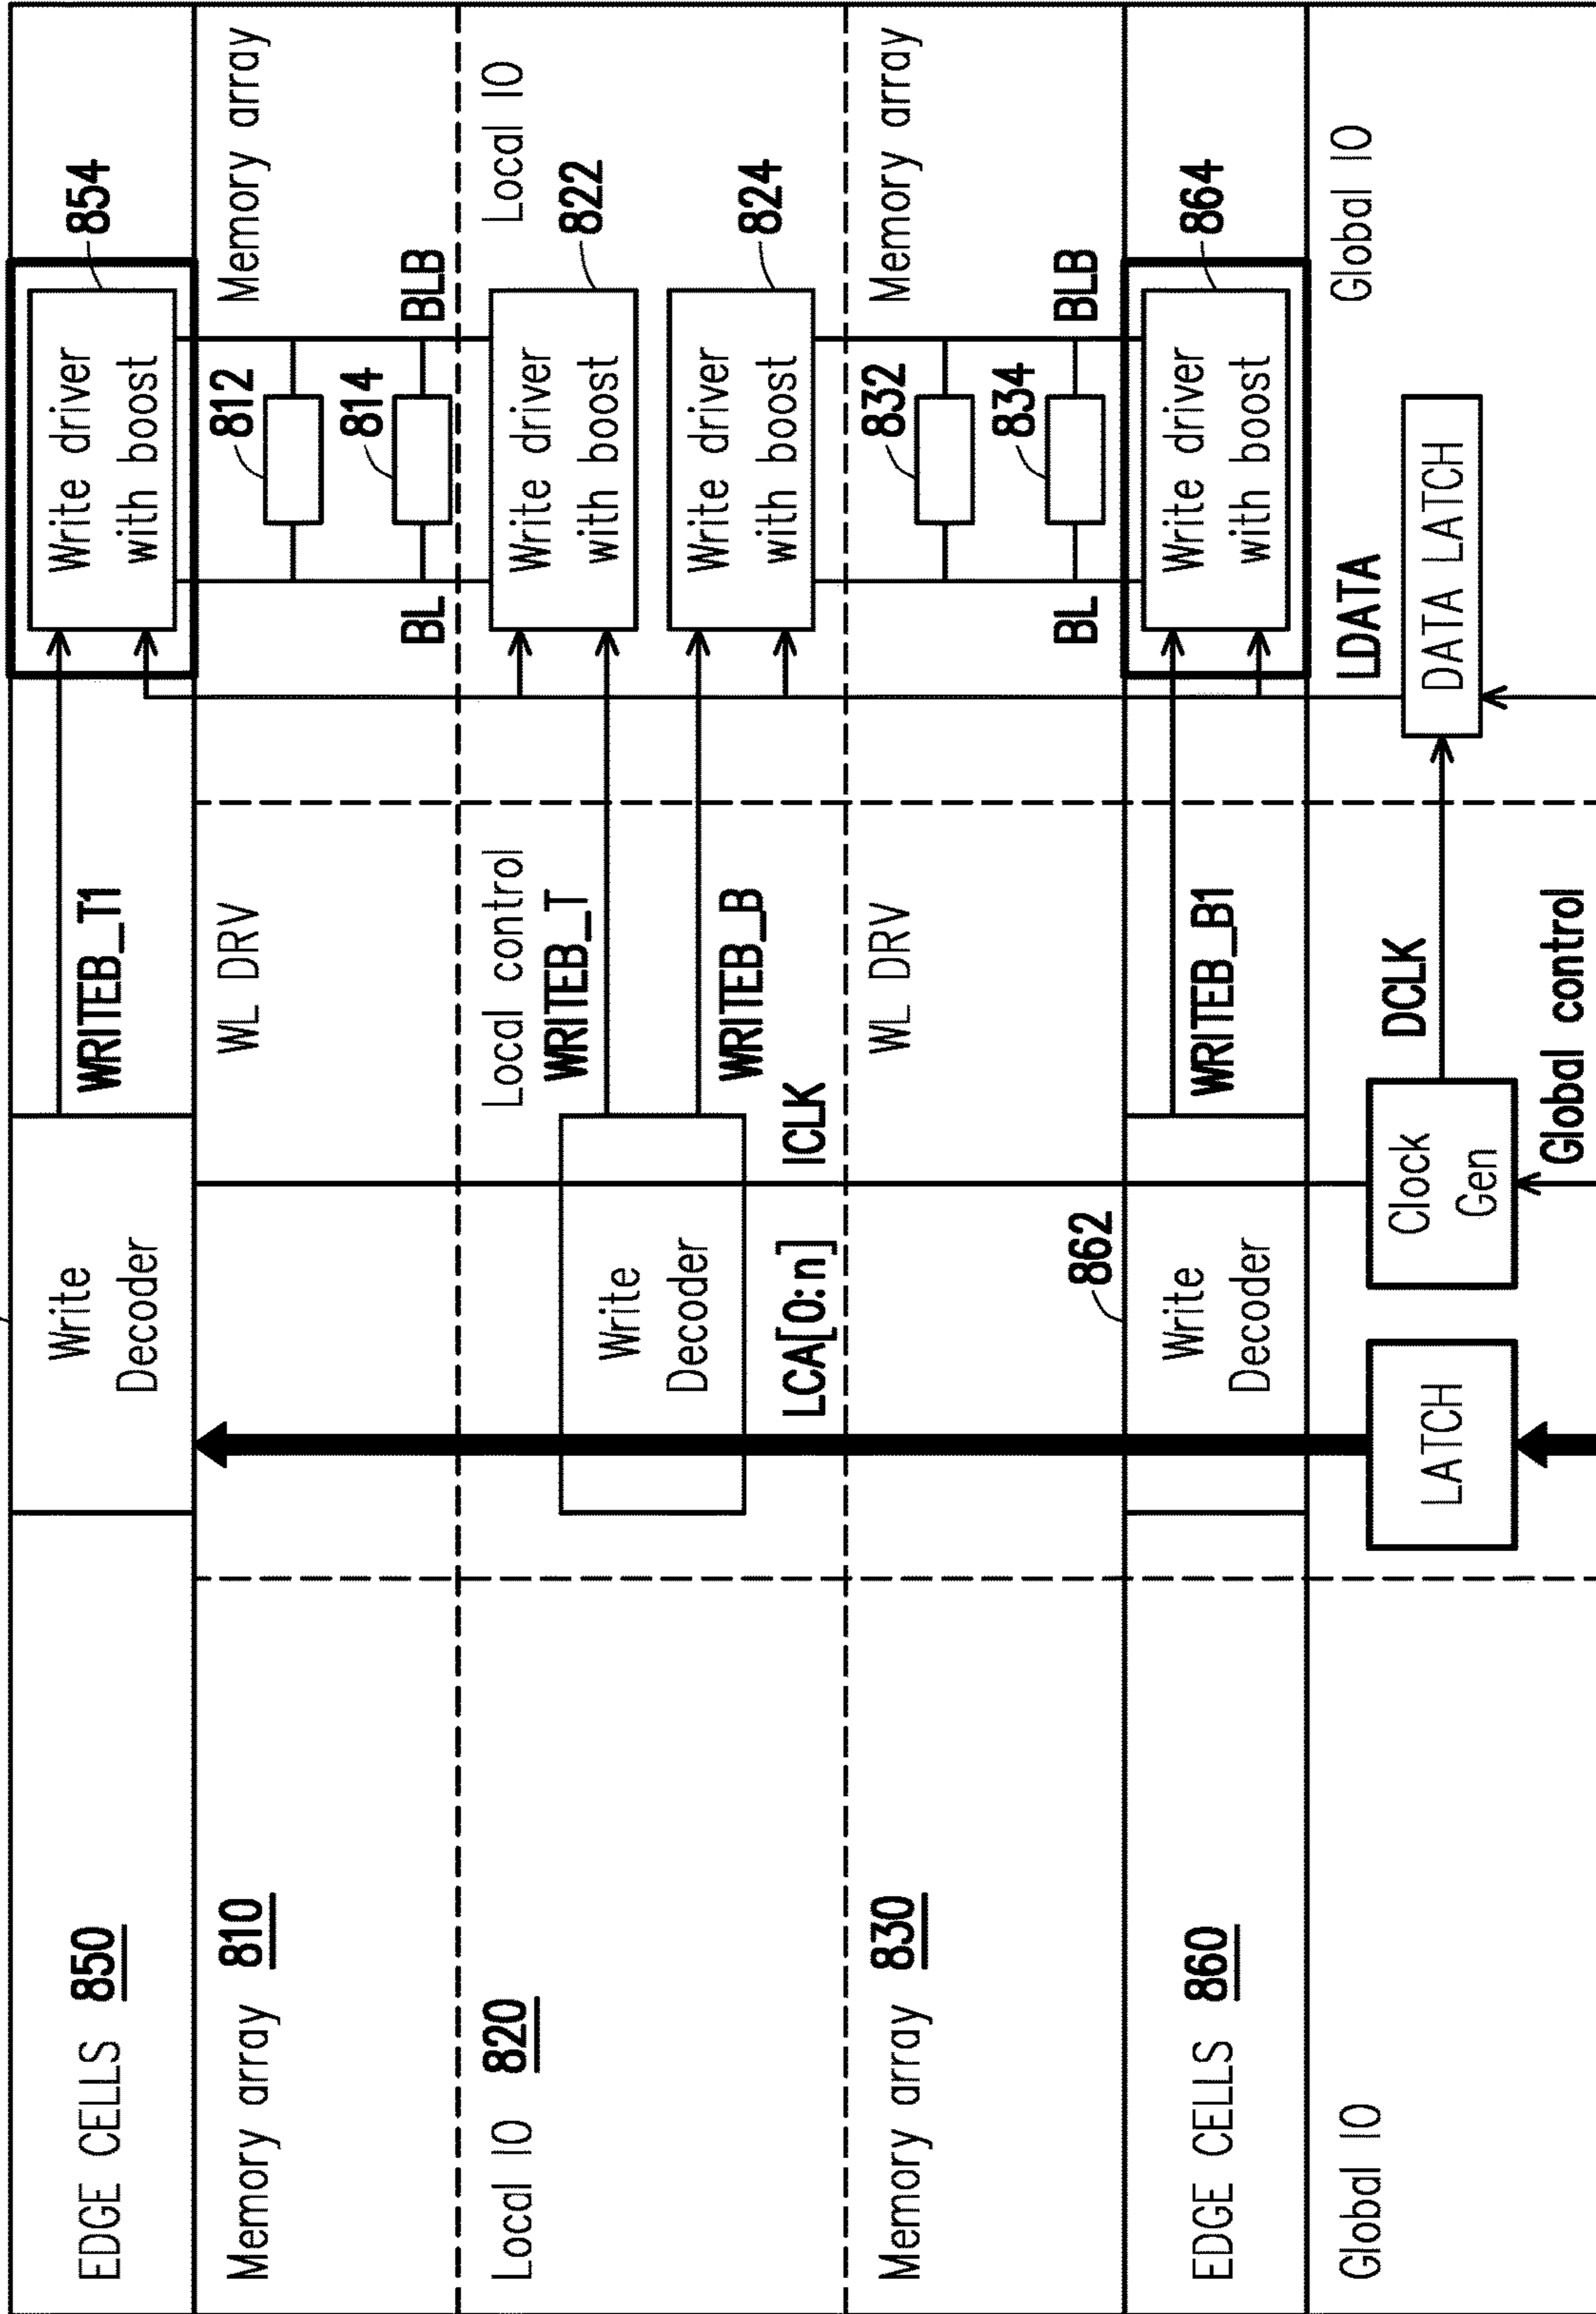 EDGE CELLS 850
Write
Decoder
WRITEB_T1
Write driver
with boost
854
Memory array 810
WL DRV
812
814
BL
BLB
Memory array
Local IO 820
Local control
Write
Decoder
WRITEB_T
WRITEB_B
LCA[0:n]
ICLK
Write driver
with boost
822
Write driver
with boost
824
Local IO
Memory array 830
WL DRV
832
834
BL
BLB
Memory array
EDGE CELLS 860
862
Write
Decoder
WRITEB_B1
Write driver
with boost
864
Global IO
LATCH
Clock
Gen
DCLK
Global control
LDATA
DATA LATCH
Global IO